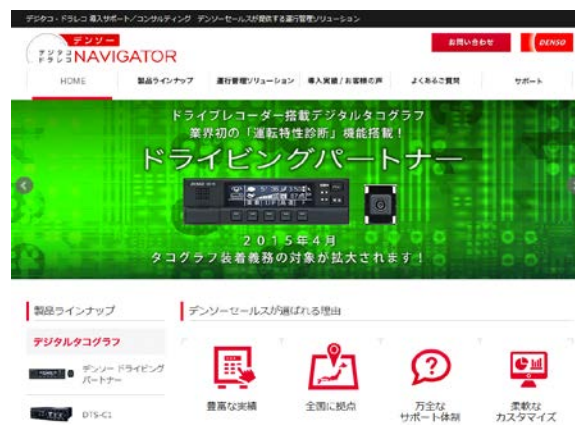 デジタコ・ドラレコ 導入サポート/コンサルティング デンソーセールスが提供する運行管理ソリューション
デンソー
デジタコ
ドラレコ NAVIGATOR
お問い合わせ
DENSO
HOME
製品ラインナップ
運行管理ソリューション
導入実績/お客様の声
よくあるご質問
サポート
ドライブレコーダー搭載デジタルタコグラフ
業界初の「運転特性診断」機能搭載!
ドライビングパートナー
2015年4月
タコグラフ装着義務の対象が拡大されます!
製品ラインナップ
デンソーセールスが選ばれる理由
デジタルタコグラフ
デンソー ドライビング
パートナー
DTS-C1
豊富な実績
全国に拠点
万全な
サポート体制
柔軟な
カスタマイズ